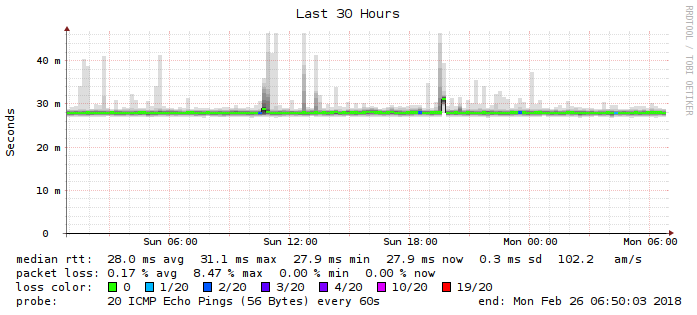 Last 30 Hours
RRDTOOL / TOBI OETIKER
Seconds
40 m
30 m
20 m
10 m
0
Sun 06:00 Sun 12:00 Sun 18:00 Mon 00:00 Mon 06:00
median rtt: 28.0 ms avg 31.1 ms max 27.9 ms min 27.9 ms now 0.3 ms sd 102.2 am/s
packet loss: 0.17 % avg 8.47 % max 0.00 % min 0.00 % now
loss color: 0 1/20 2/20 3/20 4/20 10/20 19/20
probe: 20 ICMP Echo Pings (56 Bytes) every 60s end: Mon Feb 26 06:50:03 2018